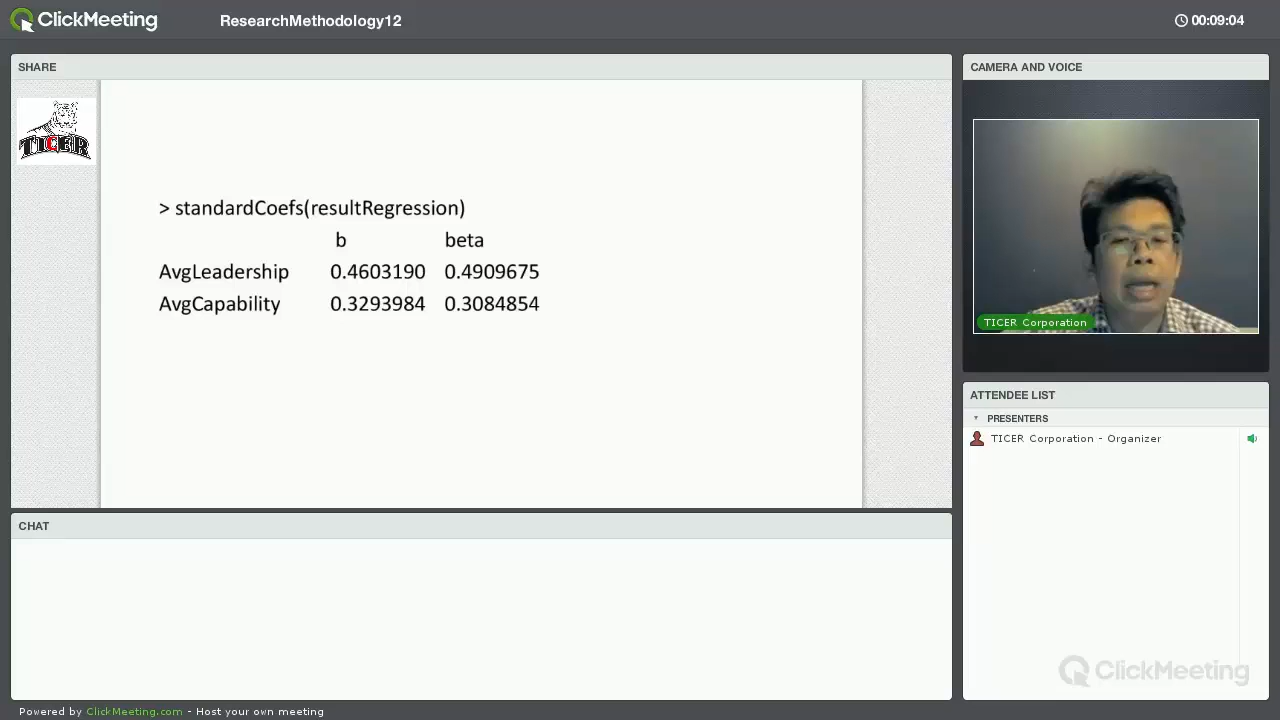 ClickMeeting
ResearchMethodology12
00:09:04
SHARE
TICER
> standardCoefs(resultRegression)
b beta
AvgLeadership 0.4603190 0.4909675
AvgCapability 0.3293984 0.3084854
CAMERA AND VOICE
TICER Corporation
ATTENDEE LIST
PRESENTERS
TICER Corporation - Organizer
CHAT
ClickMeeting
Powered by ClickMeeting.com - Host your own meeting